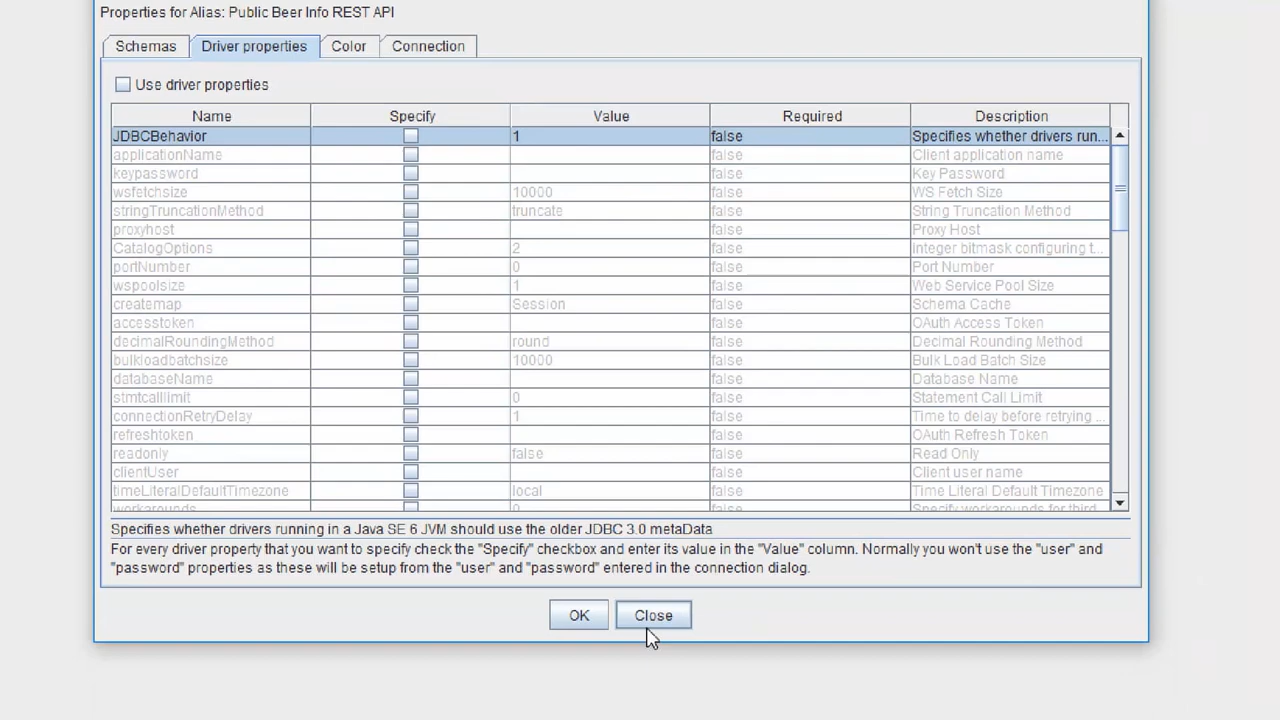 Properties for Alias: Public Beer Info REST API
Schemas Driver properties Color Connection
Use driver properties
Name Specify Value Required Description
JDBCBehavior 1 false Specifies whether drivers run...
applicationName false Client application name
keypassword false Key Password
wsfetchsize 10000 false WS Fetch Size
stringTruncationMethod truncate false String Truncation Method
proxyhost false Proxy Host
CatalogOptions 2 false Integer bitmask configuring t...
portNumber 0 false Port Number
wspoolsize 1 false Web Service Pool Size
createmap Session false Schema Cache
accesstoken false OAuth Access Token
decimalRoundingMethod round false Decimal Rounding Method
bulkloadbatchsize 10000 false Bulk Load Batch Size
databaseName false Database Name
stmtcalllimit 0 false Statement Call Limit
connectionRetryDelay 1 false Time to delay before retrying ...
refreshtoken false OAuth Refresh Token
readonly false false Read Only
clientUser false Client user name
timeLiteralDefaultTimezone local false Time Literal Default Timezone
workarounds 0 false Specify workarounds for third
Specifies whether drivers running in a Java SE 6 JVM should use the older JDBC 3.0 metaData
For every driver property that you want to specify check the "Specify" checkbox and enter its value in the "Value" column. Normally you won't use the "user" and
"password" properties as these will be setup from the "user" and "password" entered in the connection dialog.
OK Close